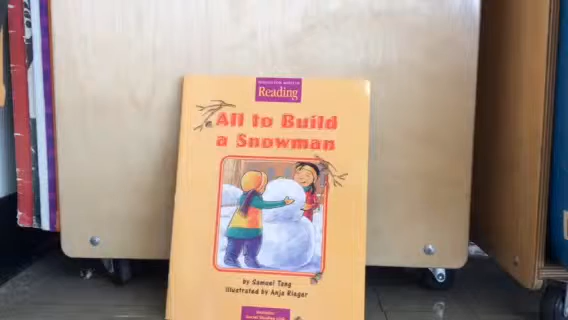 Reading
All to Build
a Snowman
by Samuel Tang
illustrated by Anja Rieger